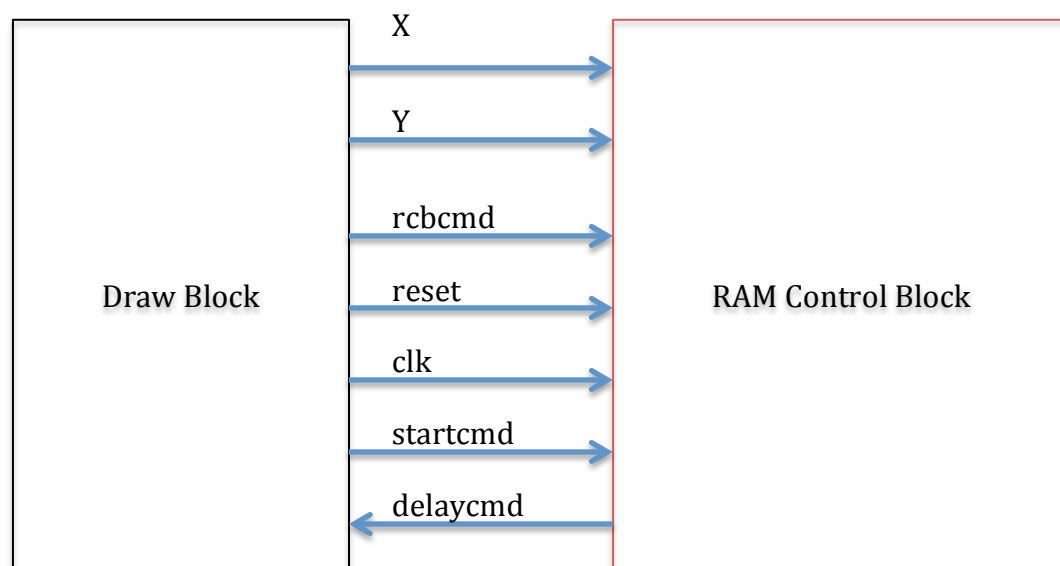 X
Y
rcbcmd
Draw Block
reset
RAM Control Block
clk
startcmd
delaycmd